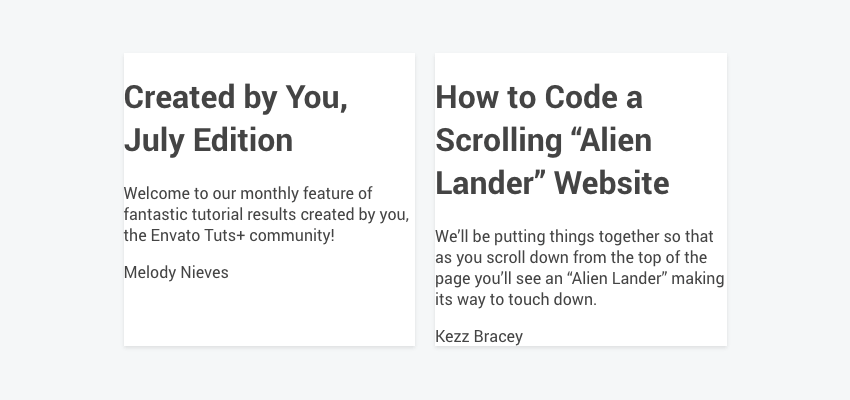 Created by You,
July Edition
Welcome to our monthly feature of
fantastic tutorial results created by you,
the Envato Tuts+ community!
Melody Nieves
How to Code a
Scrolling “Alien
Lander” Website
We’ll be putting things together so that
as you scroll down from the top of the
page you’ll see an “Alien Lander” making
its way to touch down.
Kezz Bracey